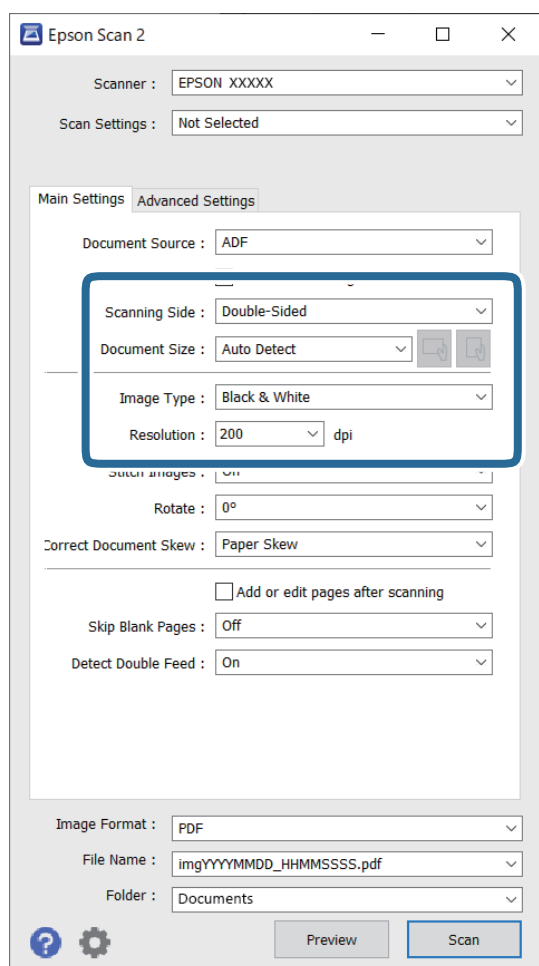 Epson Scan 2
Scanner : EPSON XXXXX
Scan Settings : Not Selected
Main Settings Advanced Settings
Document Source : ADF
Scanning Side : Double-Sided
Document Size : Auto Detect
Image Type : Black & White
Resolution : 200 dpi
Stitch Images :
Rotate : 0°
Correct Document Skew : Paper Skew
Add or edit pages after scanning
Skip Blank Pages : Off
Detect Double Feed : On
Image Format : PDF
File Name : imgYYYYMMDD_HHMMSSSS.pdf
Folder : Documents
? Preview Scan